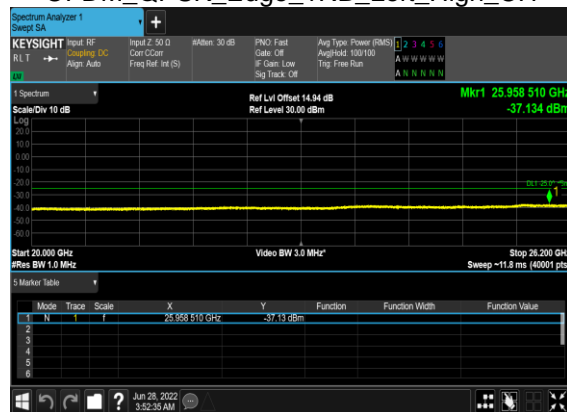 Spectrum Analyzer 1
Swept SA
+
KEYSIGHT Input: RF Input Z: 50 Ω #Atten: 30 dB PNO: Fast Avg Type: Power (RMS) 1 2 3 4 5 6
RLT Coupling: DC Corr CCorr Gate: Off Avg|Hold: 100/100 A W W W W W
Align: Auto Freq Ref: Int (S) IF Gain: Low Trig: Free Run
Sig Track: Off A N N N N N
LW
1 Spectrum Ref Lvl Offset 14.94 dB Mkr1 25.958 510 GHz
Scale/Div 10 dB Ref Level 30.00 dBm -37.134 dBm
Log
20.0
10.0
0.00
-10.0
-20.0
-30.0
-40.0
-50.0
-60.0
1
Start 20.000 GHz Video BW 3.0 MHz* Stop 26.200 GHz
#Res BW 1.0 MHz Sweep ~11.8 ms (40001 pts)
5 Marker Table
Mode Trace Scale X Y Function Function Width Function Value
1 N 1 f 25.958 510 GHz -37.13 dBm
2
3
4
5
6
? Jun 28, 2022
3:52:35 AM